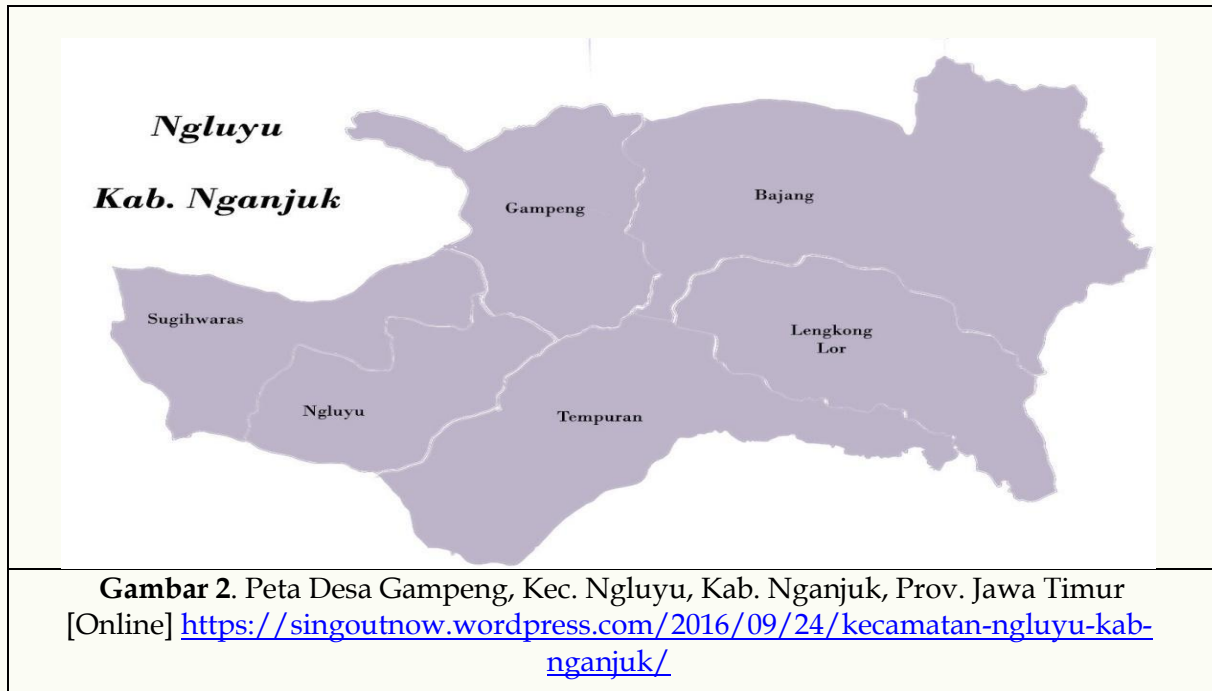 Ngluyu
Kab. Nganjuk
Gampeng
Bajang
Sugihwaras
Lengkong
Lor
Ngluyu
Tempuran
Gambar 2. Peta Desa Gampeng, Kec. Ngluyu, Kab. Nganjuk, Prov. Jawa Timur
[Online] https://singoutnow.wordpress.com/2016/09/24/kecamatan-ngluyu-kab-
nganjuk/